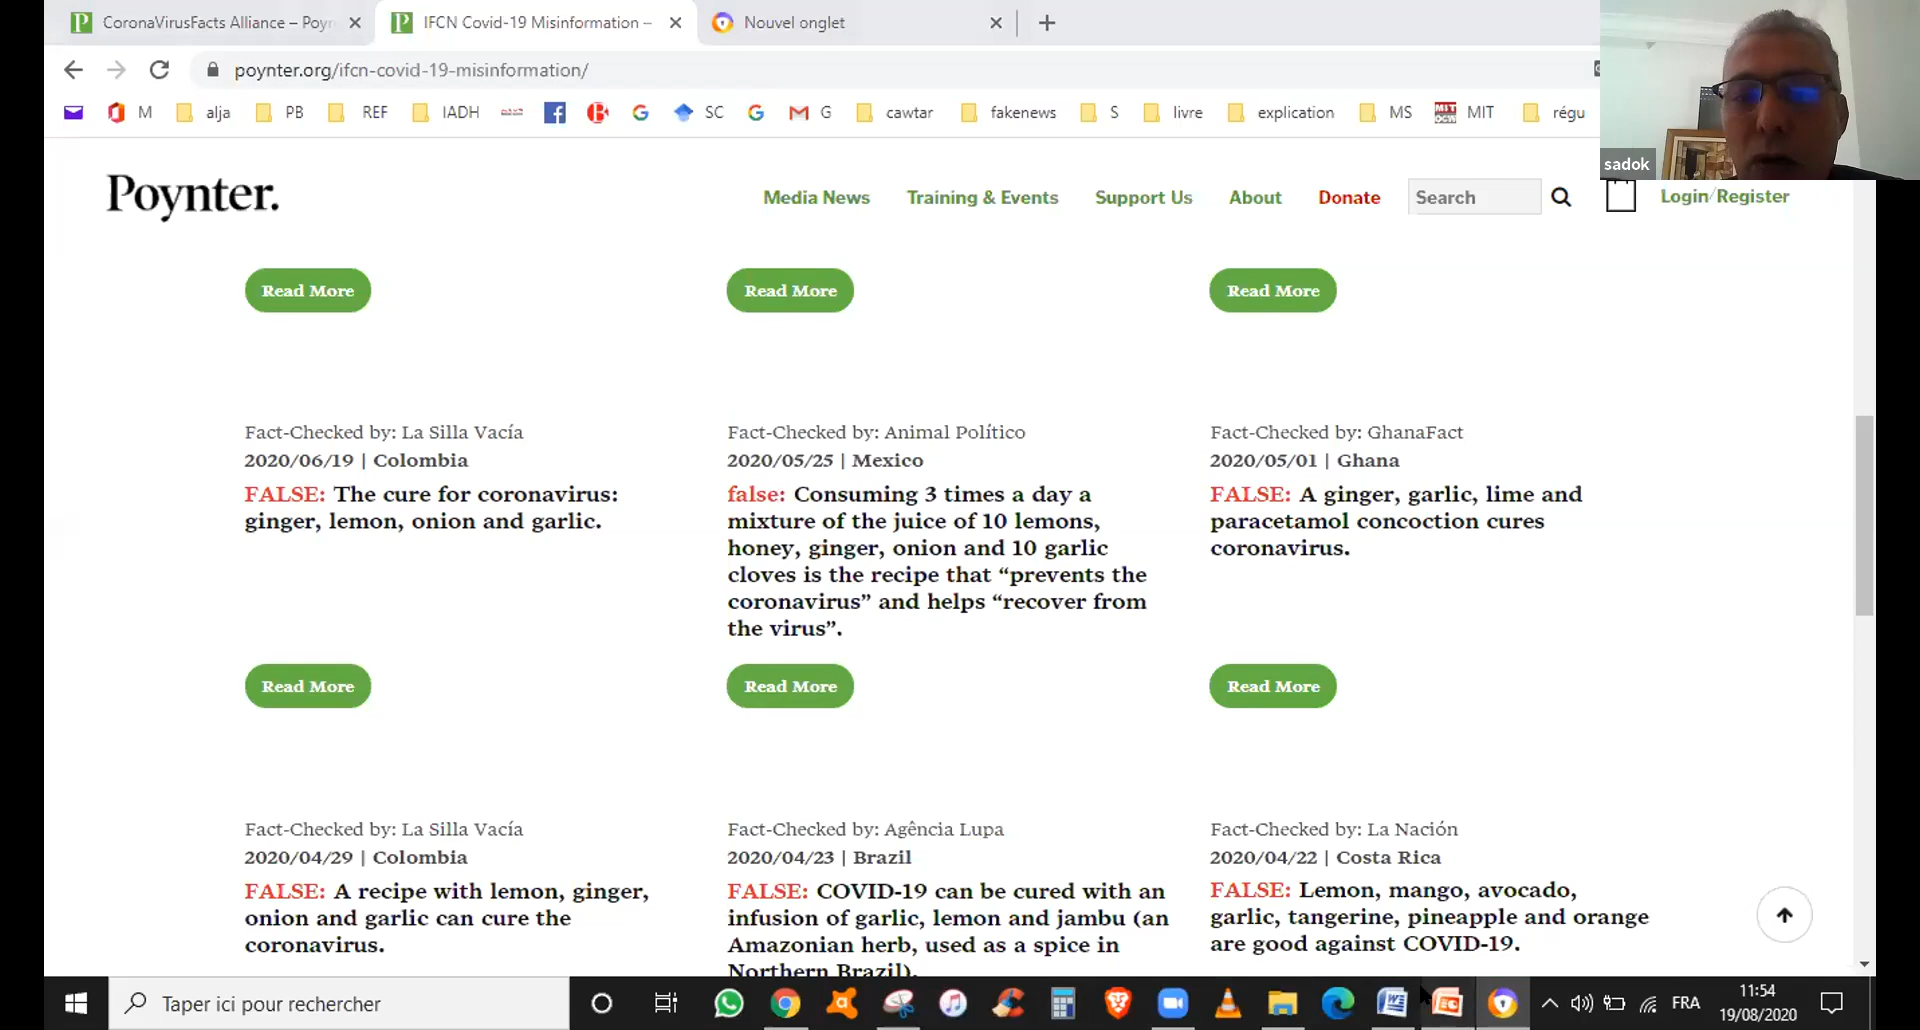 CoronaVirusFacts Alliance – Poyn
IFCN Covid-19 Misinformation –
Nouvel onglet
poynter.org/ifcn-covid-19-misinformation/
M
alja
PB
REF
IADH
SC
G
cawtar
fakenews
S
livre
explication
MS
MIT
régu
sadok
Poynter.
Media News
Training & Events
Support Us
About
Donate
Search
Login/Register
Read More
Read More
Read More
Fact-Checked by: La Silla Vacía
2020/06/19 | Colombia
FALSE: The cure for coronavirus:
ginger, lemon, onion and garlic.
Read More
Fact-Checked by: Animal Político
2020/05/25 | Mexico
false: Consuming 3 times a day a
mixture of the juice of 10 lemons,
honey, ginger, onion and 10 garlic
cloves is the recipe that “prevents the
coronavirus” and helps “recover from
the virus”.
Read More
Fact-Checked by: GhanaFact
2020/05/01 | Ghana
FALSE: A ginger, garlic, lime and
paracetamol concoction cures
coronavirus.
Read More
Fact-Checked by: La Silla Vacía
2020/04/29 | Colombia
FALSE: A recipe with lemon, ginger,
onion and garlic can cure the
coronavirus.
Fact-Checked by: Agência Lupa
2020/04/23 | Brazil
FALSE: COVID-19 can be cured with an
infusion of garlic, lemon and jambu (an
Amazonian herb, used as a spice in
Northern Brazil).
Fact-Checked by: La Nación
2020/04/22 | Costa Rica
FALSE: Lemon, mango, avocado,
garlic, tangerine, pineapple and orange
are good against COVID-19.
Taper ici pour rechercher
FRA
11:54
19/08/2020